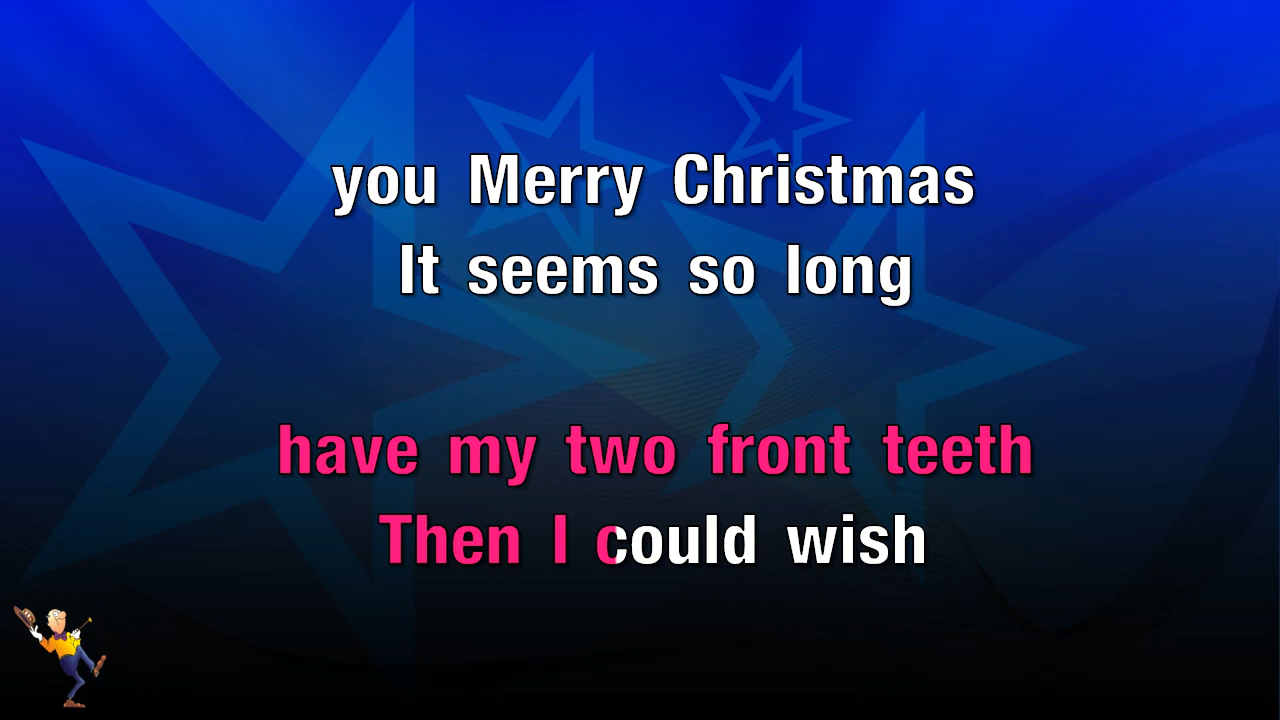 you Merry Christmas
It seems so long
have my two front teeth
Then I could wish